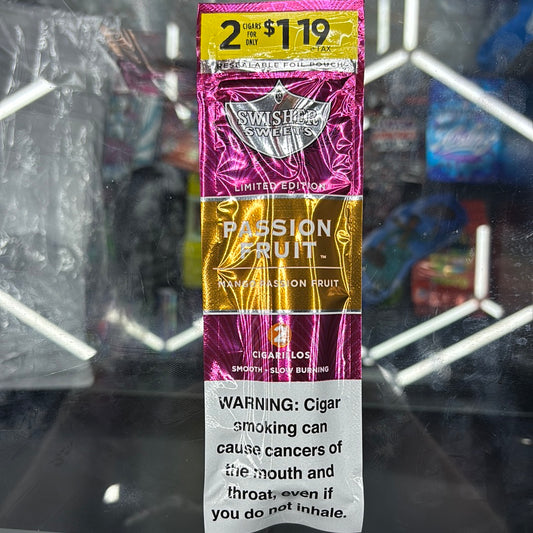 2 CIGARS FOR ONLY $1.19 +TAX
RESEALABLE FOIL POUCH
SWISHER
SWEETS
LIMITED EDITION
PASSION
FRUIT™
MANGO PASSION FRUIT
2
CIGARILLOS
SMOOTH • SLOW BURNING
WARNING: Cigar
smoking can
cause cancers of
the mouth and
throat, even if
you do not inhale.